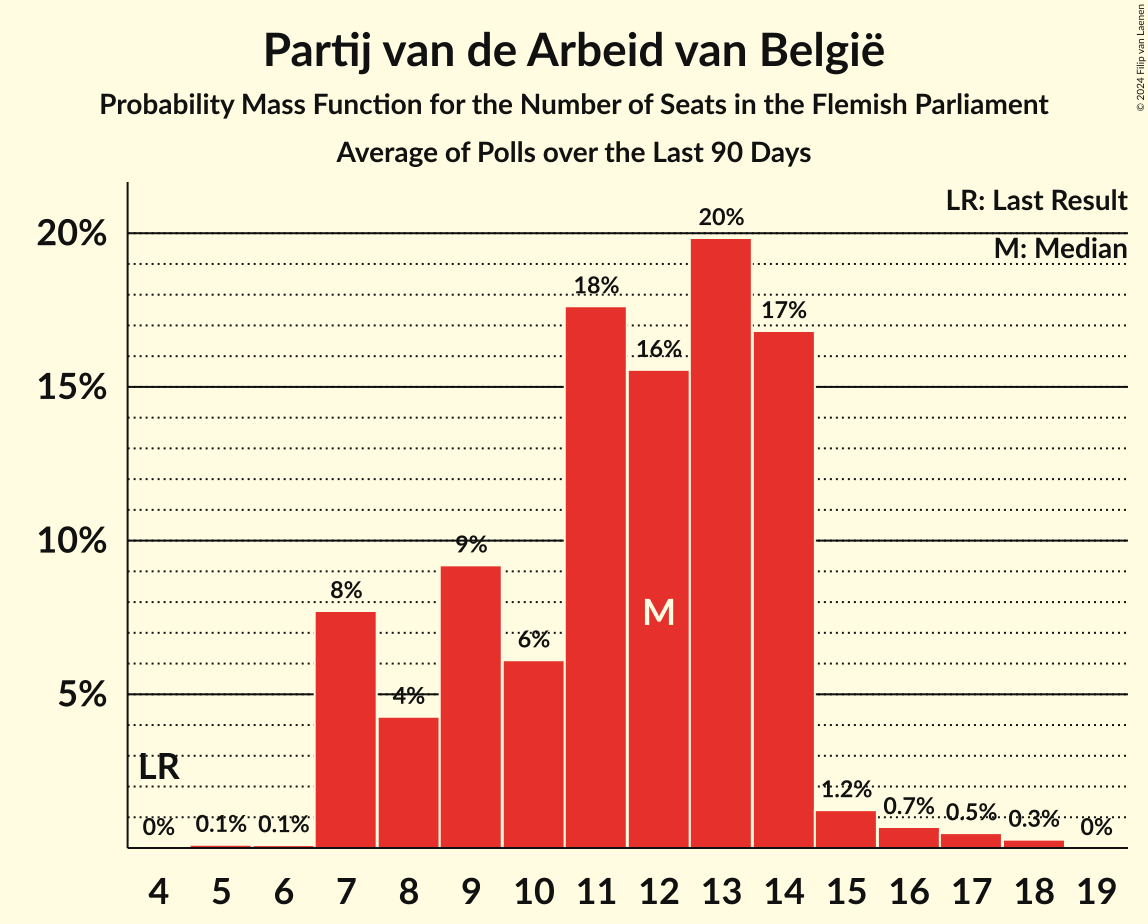 Partij van de Arbeid van België
Probability Mass Function for the Number of Seats in the Flemish Parliament
Average of Polls over the Last 90 Days
© 2024 Filip van Laenen
LR: Last Result
M: Median
20%
15%
10%
5%
LR
0%
0.1%
0.1%
8%
4%
9%
6%
18%
16%
M
20%
17%
1.2%
0.7%
0.5%
0.3%
0%
4 5 6 7 8 9 10 11 12 13 14 15 16 17 18 19